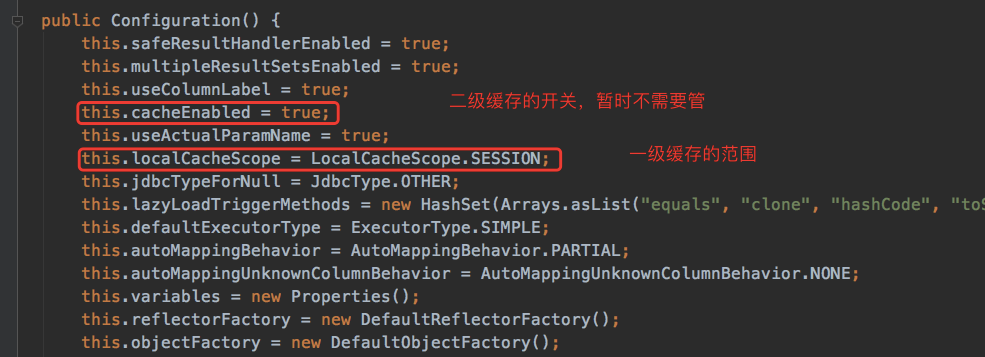 public Configuration() {
this.safeResultHandlerEnabled = true;
this.multipleResultSetsEnabled = true;
this.useColumnLabel = true;
this.cacheEnabled = true; 二级缓存的开关，暂时不需要管
this.useActualParamName = true;
this.localCacheScope = LocalCacheScope.SESSION; 一级缓存的范围
this.jdbcTypeForNull = JdbcType.OTHER;
this.lazyLoadTriggerMethods = new HashSet(Arrays.asList("equals", "clone", "hashCode", "toS
this.defaultExecutorType = ExecutorType.SIMPLE;
this.autoMappingBehavior = AutoMappingBehavior.PARTIAL;
this.autoMappingUnknownColumnBehavior = AutoMappingUnknownColumnBehavior.NONE;
this.variables = new Properties();
this.reflectorFactory = new DefaultReflectorFactory();
this.objectFactory = new DefaultObjectFactory();